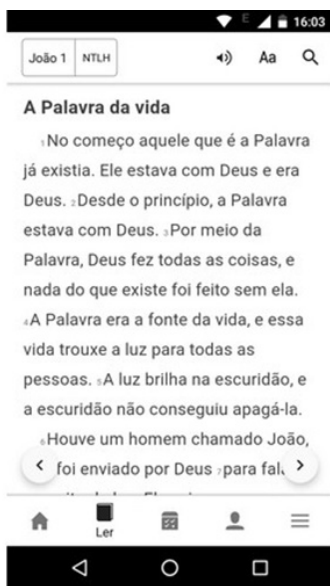 E 16:03
João 1 NTLH Aa
A Palavra da vida
1No começo aquele que é a Palavra
já existia. Ele estava com Deus e era
Deus. 2Desde o princípio, a Palavra
estava com Deus. 3Por meio da
Palavra, Deus fez todas as coisas, e
nada do que existe foi feito sem ela.
4A Palavra era a fonte da vida, e essa
vida trouxe a luz para todas as
pessoas. 5A luz brilha na escuridão, e
a escuridão não conseguiu apagá-la.
6Houve um homem chamado João,
foi enviado por Deus 7para
Ler